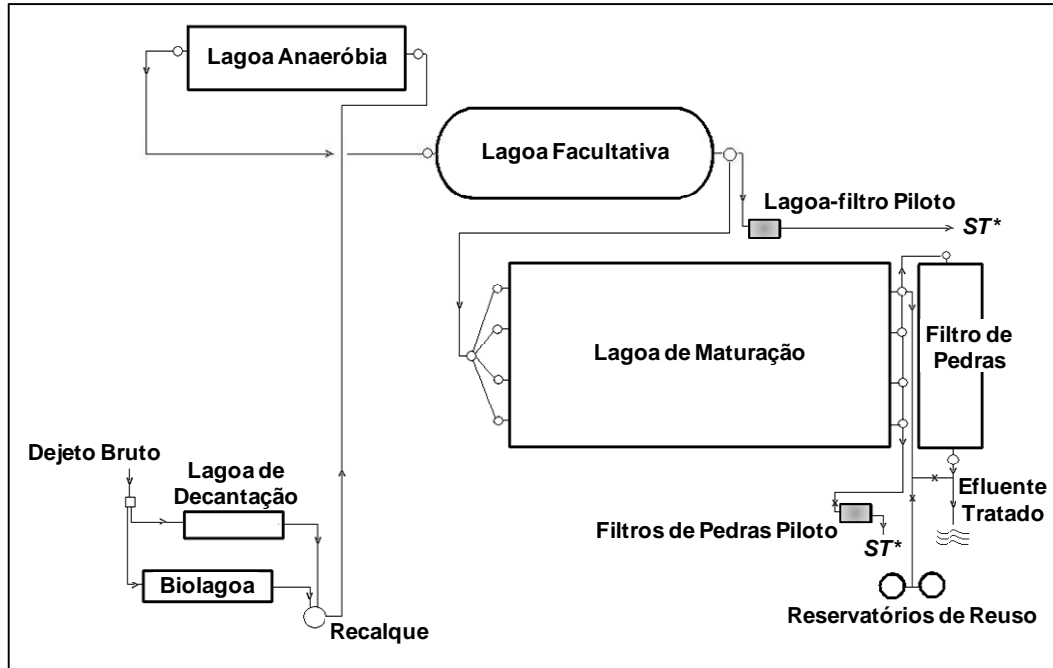 Lagoa Anaeróbia
Lagoa Facultativa
Lagoa-filtro Piloto
ST*
Lagoa de Maturação
Filtro de
Pedras
Dejeto Bruto
Lagoa de
Decantação
Biolagoa
Recalque
Filtros de Pedras Piloto
ST*
Efluente
Tratado
Reservatórios de Reuso